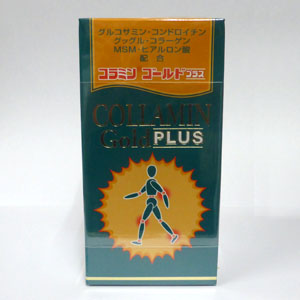 グルコサミン・コンドロイチン
グッグル・コラーゲン
MSM・ヒアルロン酸
配合
コラミン ゴールドプラス
COLLAMIN
Gold PLUS